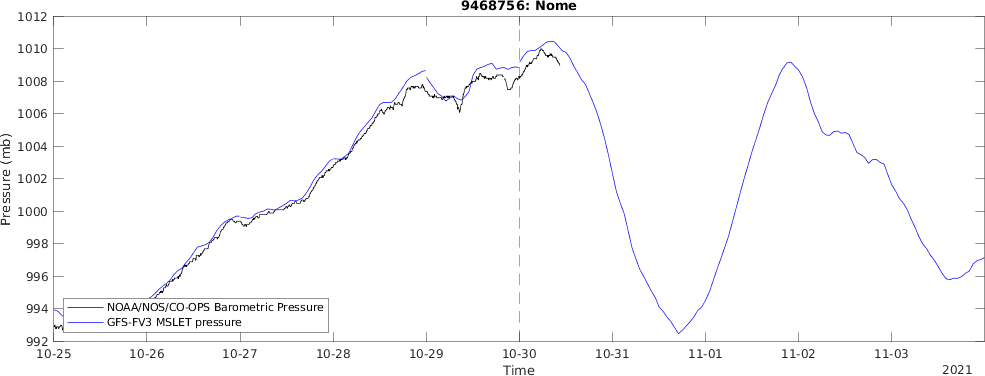 9468756: Nome
1012
1010
1008
1006
1004
1002
1000
998
996
994
992
Pressure (mb)
NOAA/NOS/CO-OPS Barometric Pressure
GFS-FV3 MSLET pressure
10-25 10-26 10-27 10-28 10-29 10-30 10-31 11-01 11-02 11-03
Time
2021